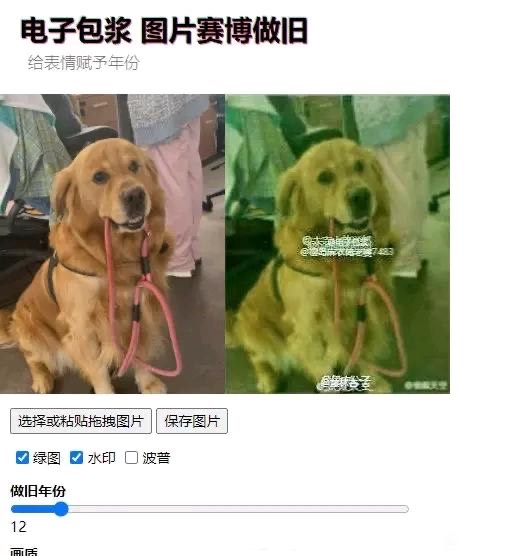 电子包浆 图片赛博做旧
给表情赋予年份
选择或粘贴拖拽图片
保存图片
绿图
水印
波普
做旧年份
12
画质